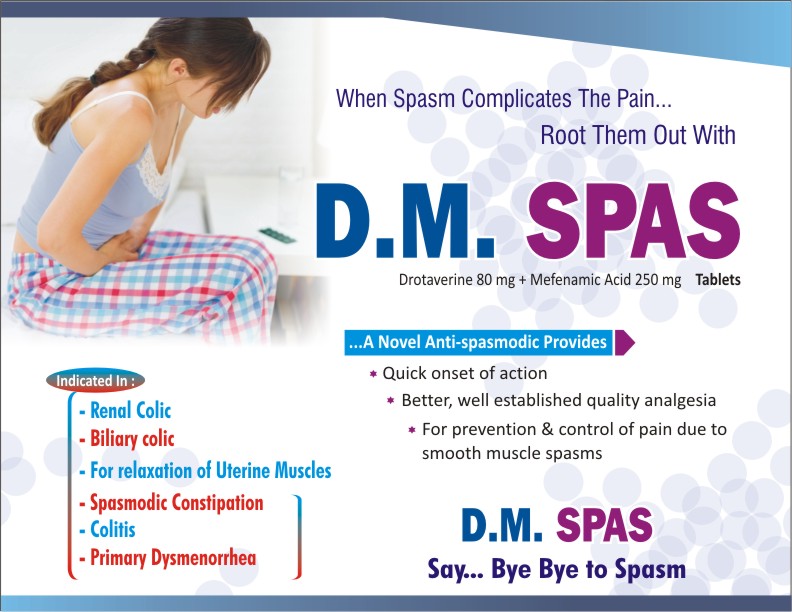 When Spasm Complicates The Pain...
Root Them Out With
D.M. SPAS
Drotaverine 80 mg + Mefenamic Acid 250 mg Tablets
...A Novel Anti-spasmodic Provides
Quick onset of action
Better, well established quality analgesia
For prevention & control of pain due to
smooth muscle spasms
Indicated In :
- Renal Colic
- Biliary colic
- For relaxation of Uterine Muscles
- Spasmodic Constipation
- Colitis
- Primary Dysmenorrhea
D.M. SPAS
Say... Bye Bye to Spasm